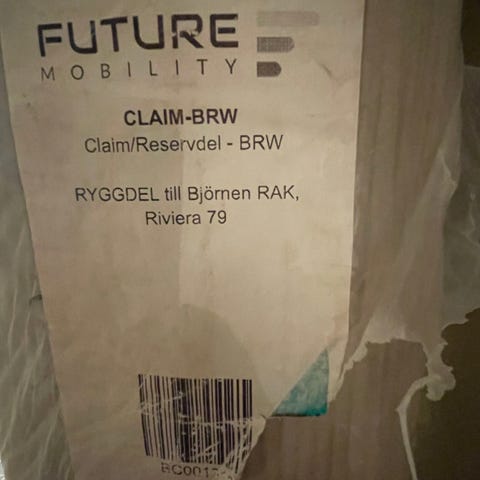 FUTURE
MOBILITY
CLAIM-BRW
Claim/Reservdel - BRW
RYGGDEL till Björnen RAK,
Riviera 79